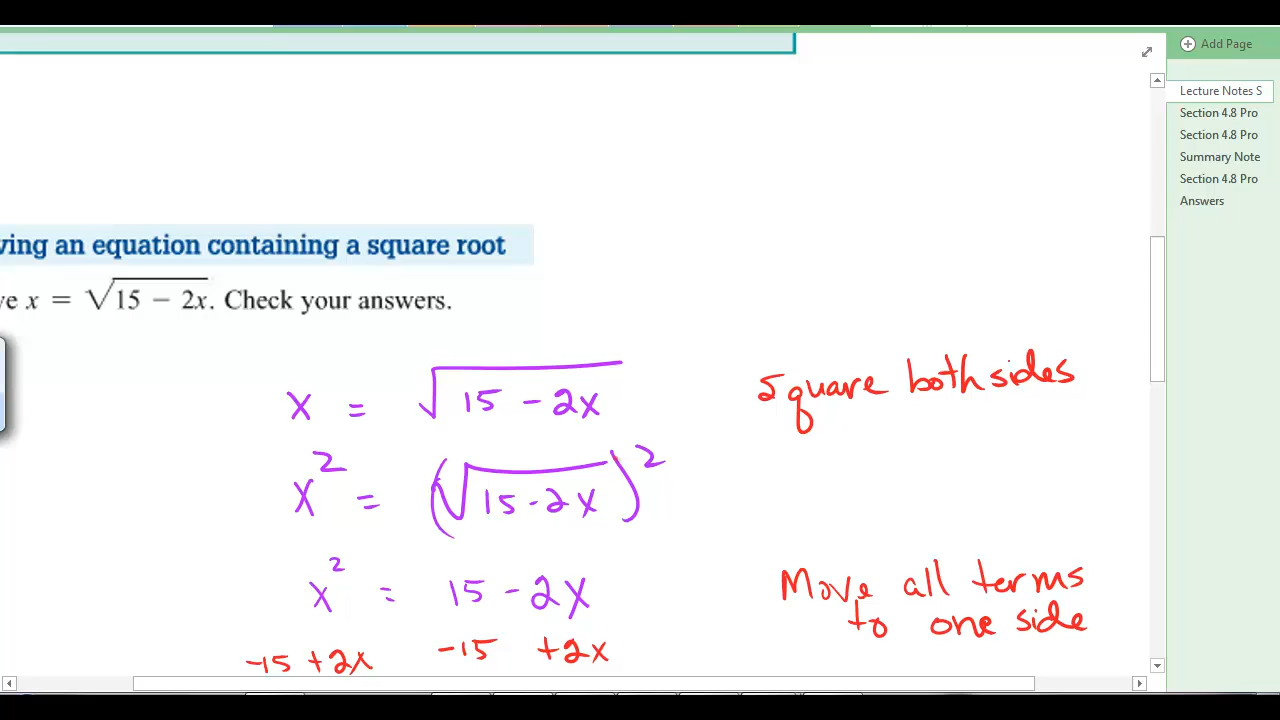 Add Page
Lecture Notes S
Section 4.8 Pro
Section 4.8 Pro
Summary Note
Section 4.8 Pro
Answers
ving an equation containing a square root
ve x = √15 − 2x. Check your answers.
x = √15 - 2x
square both sides
x² = (√15-2x)²
x² = 15 - 2x
Move all terms
to one side
-15 +2x -15 +2x